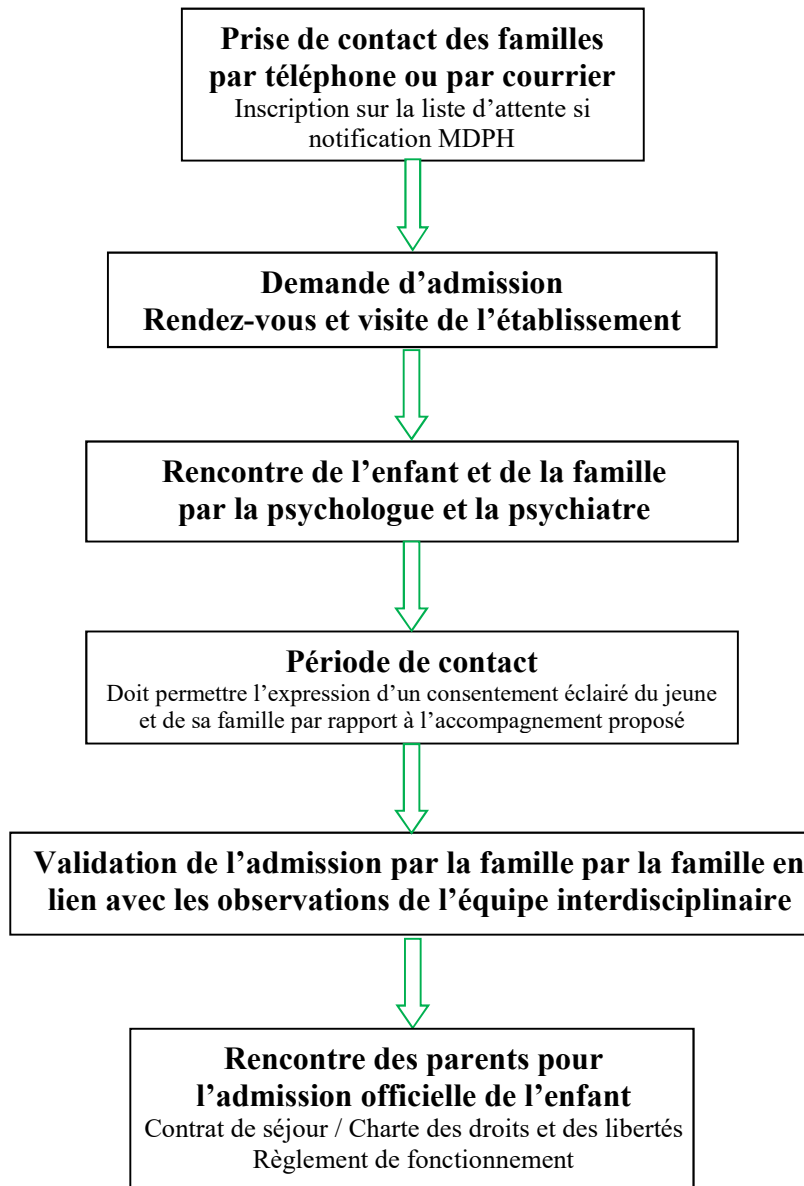 Prise de contact des familles
par téléphone ou par courrier
Inscription sur la liste d’attente si
notification MDPH
Demande d’admission
Rendez-vous et visite de l’établissement
Rencontre de l’enfant et de la famille
par la psychologue et la psychiatre
Période de contact
Doit permettre l’expression d’un consentement éclairé du jeune
et de sa famille par rapport à l’accompagnement proposé
Validation de l’admission par la famille par la famille en
lien avec les observations de l’équipe interdisciplinaire
Rencontre des parents pour
l’admission officielle de l’enfant
Contrat de séjour / Charte des droits et des libertés
Règlement de fonctionnement